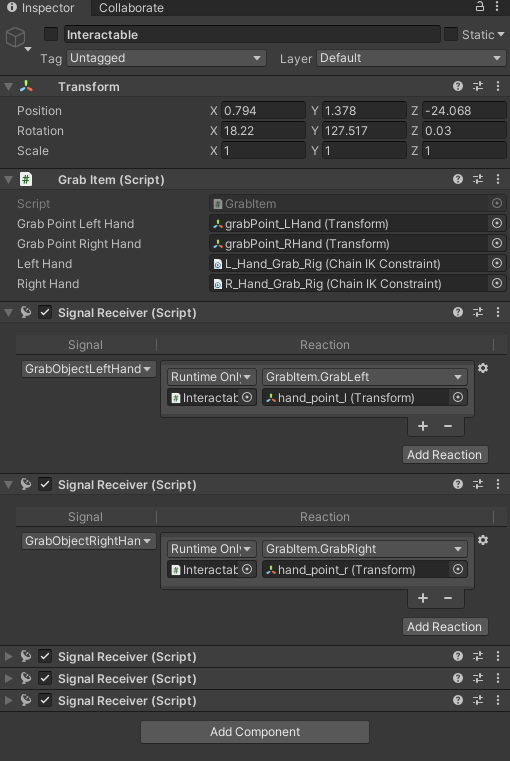 Inspector Collaborate
Interactable Static
Tag Untagged Layer Default
Transform
Position X 0.794 Y 1.378 Z -24.068
Rotation X 18.22 Y 127.517 Z 0.03
Scale X 1 Y 1 Z 1
# Grab Item (Script)
Script # GrabItem
Grab Point Left Hand grabPoint_LHand (Transform)
Grab Point Right Hand grabPoint_RHand (Transform)
Left Hand L_Hand_Grab_Rig (Chain IK Constraint)
Right Hand R_Hand_Grab_Rig (Chain IK Constraint)
Signal Receiver (Script)
Signal Reaction
GrabObjectLeftHand Runtime Only GrabItem.GrabLeft
# Interactab hand_point_l (Transform)
+ −
Add Reaction
Signal Receiver (Script)
Signal Reaction
GrabObjectRightHan Runtime Only GrabItem.GrabRight
# Interactab hand_point_r (Transform)
+ −
Add Reaction
Signal Receiver (Script)
Signal Receiver (Script)
Signal Receiver (Script)
Add Component